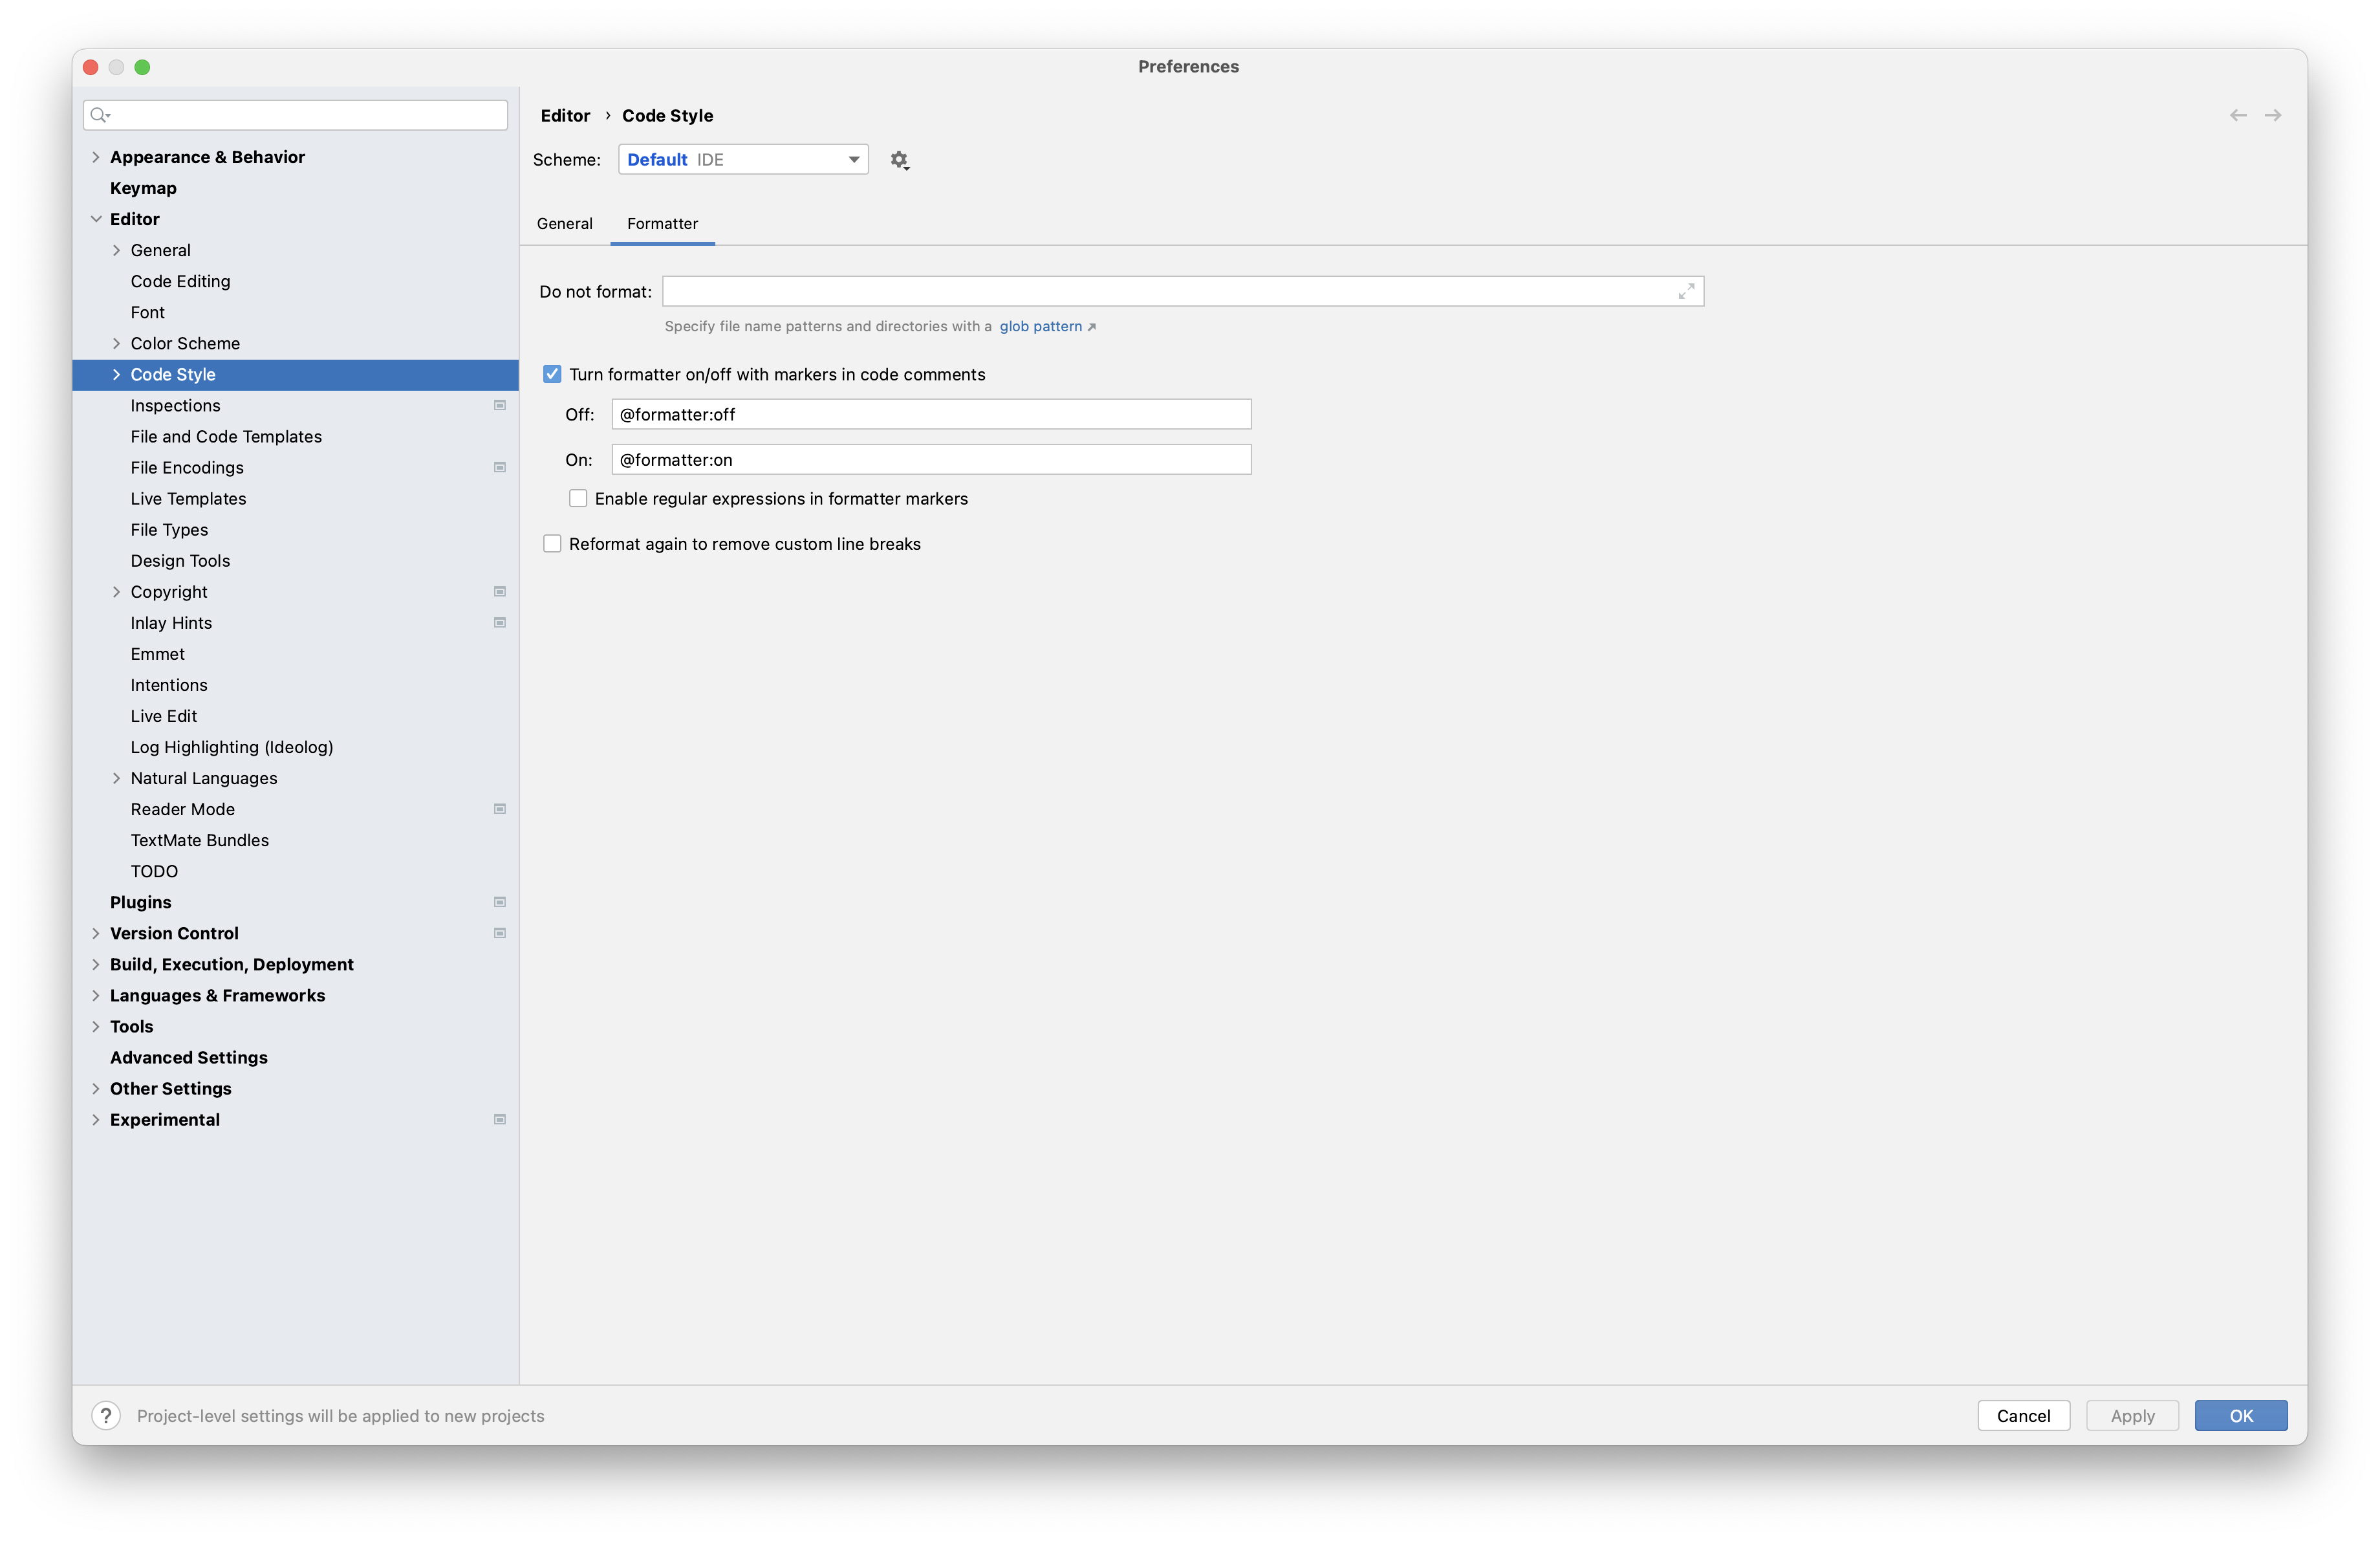 Preferences
Appearance & Behavior
Keymap
Editor
General
Code Editing
Font
Color Scheme
Code Style
Inspections
File and Code Templates
File Encodings
Live Templates
File Types
Design Tools
Copyright
Inlay Hints
Emmet
Intentions
Live Edit
Log Highlighting (Ideolog)
Natural Languages
Reader Mode
TextMate Bundles
TODO
Plugins
Version Control
Build, Execution, Deployment
Languages & Frameworks
Tools
Advanced Settings
Other Settings
Experimental
Editor › Code Style
Scheme: Default IDE
General Formatter
Do not format:
Specify file name patterns and directories with a glob pattern ↗
Turn formatter on/off with markers in code comments
Off: @formatter:off
On: @formatter:on
Enable regular expressions in formatter markers
Reformat again to remove custom line breaks
? Project-level settings will be applied to new projects
Cancel Apply OK